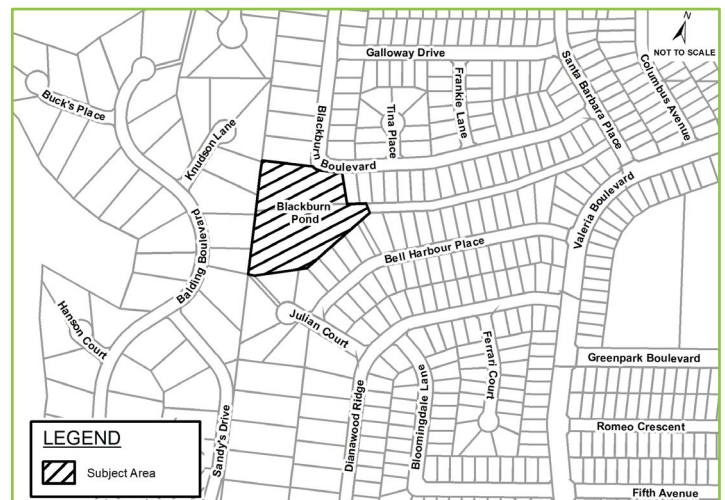 N
NOT TO SCALE
Galloway Drive
Santa Barbara Place
Columbus Avenue
Frankie Lane
Tina Place
Buck's Place
Knudson Lane
Blackburn
Boulevard
Valeria Boulevard
Blackburn
Pond
Balding Boulevard
Bell Harbour Place
Hanson Court
Julian Court
Ferrari Court
Greenpark Boulevard
Sandy's Drive
Dianawood Ridge
Bloomingdale Lane
Romeo Crescent
Fifth Avenue
LEGEND
Subject Area